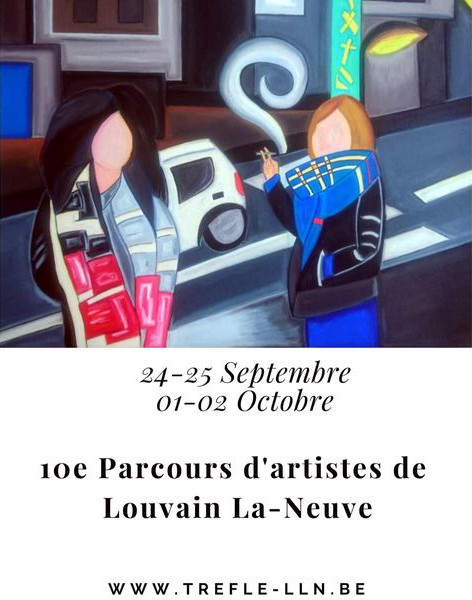 24-25 Septembre
01-02 Octobre
10e Parcours d'artistes de
Louvain La-Neuve
WWW.TREFLE-LLN.BE